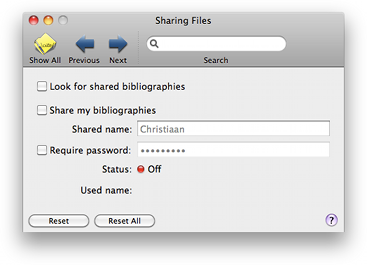 Sharing Files
Show All Previous Next Search
Look for shared bibliographies
Share my bibliographies
Shared name: Christiaan
Require password: •••••••••
Status: Off
Used name:
Reset Reset All ?